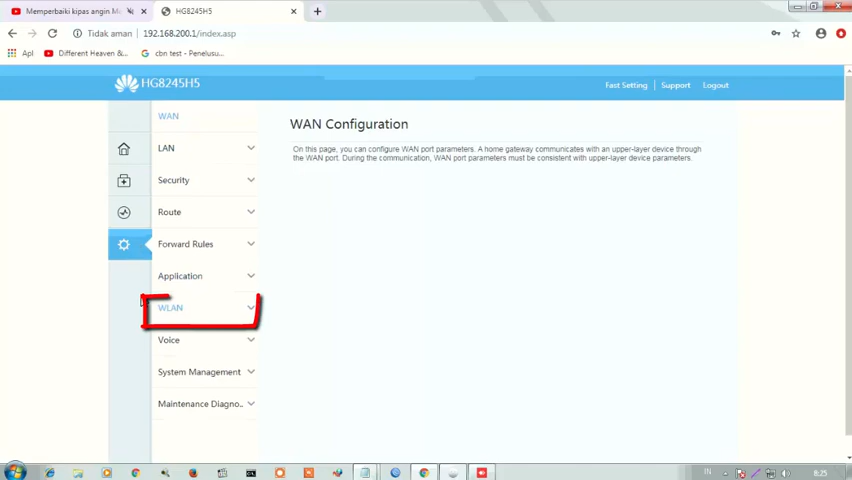 Memperbaiki kipas angin M
HG8245H5
Tidak aman
192.168.200.1/index.asp
Apl
Different Heaven &...
cbn test - Penelusu...
HG8245H5
Fast Setting
Support
Logout
WAN
LAN
Security
Route
Forward Rules
Application
WLAN
Voice
System Management
Maintenance Diagno..
WAN Configuration
On this page, you can configure WAN port parameters. A home gateway communicates with an upper-layer device through
the WAN port. During the communication, WAN port parameters must be consistent with upper-layer device parameters.
IN
8:25